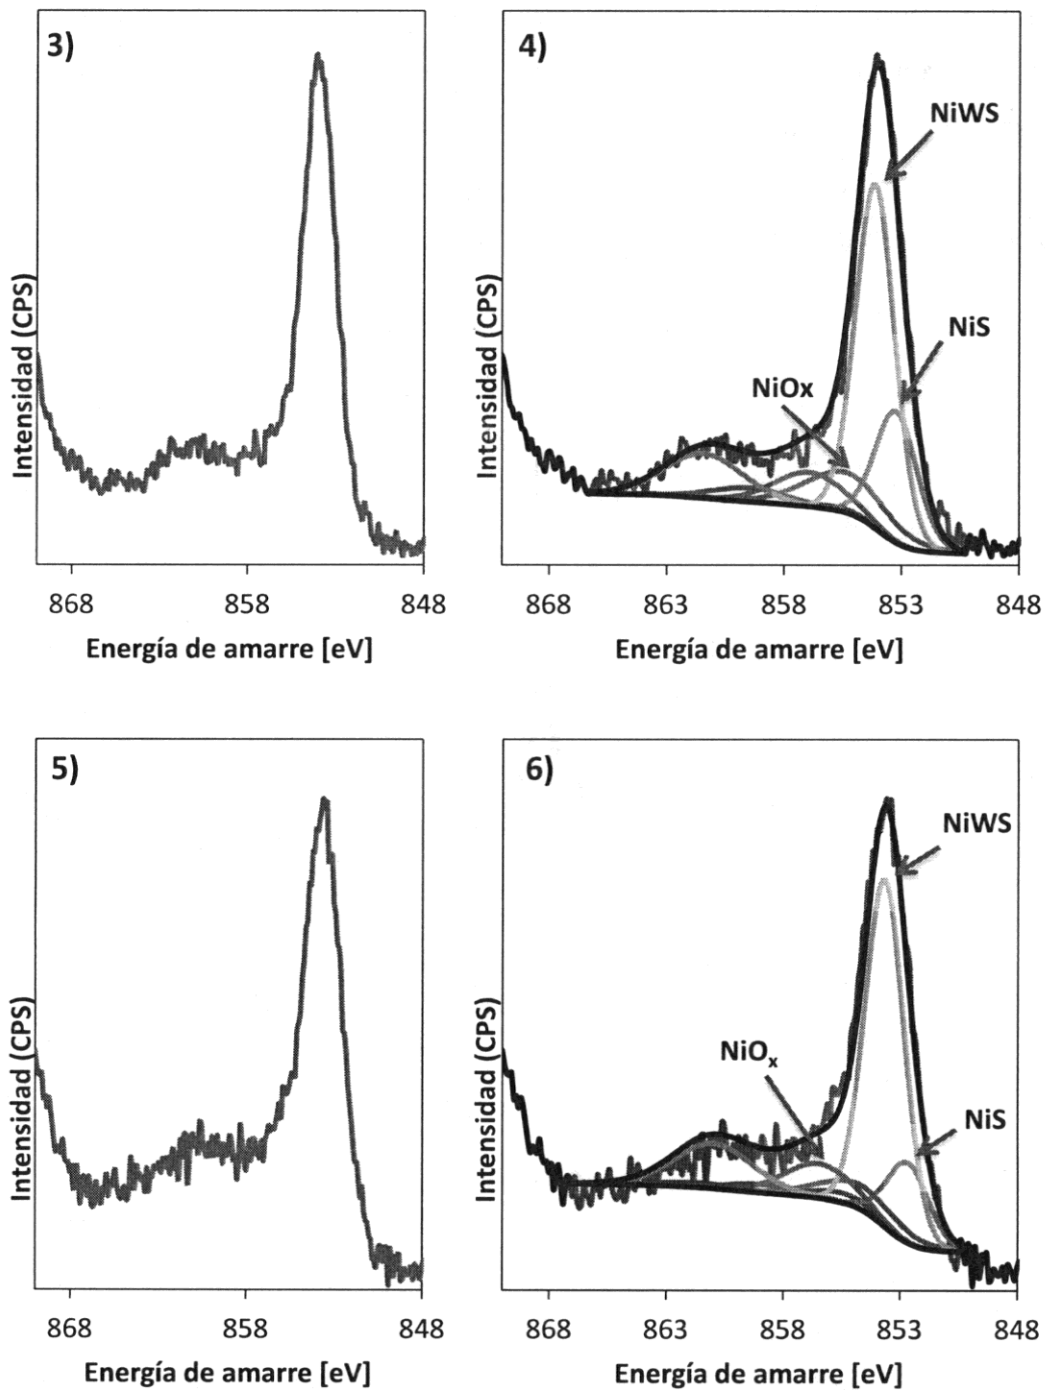 3)
Intensidad (CPS)
868 858 848
Energía de amarre [eV]
4)
NiWS
NiS
NiOx
Intensidad (CPS)
868 863 858 853 848
Energía de amarre [eV]
5)
Intensidad (CPS)
868 858 848
Energía de amarre [eV]
6)
NiWS
NiOₓ
NiS
Intensidad (CPS)
868 863 858 853 848
Energía de amarre [eV]